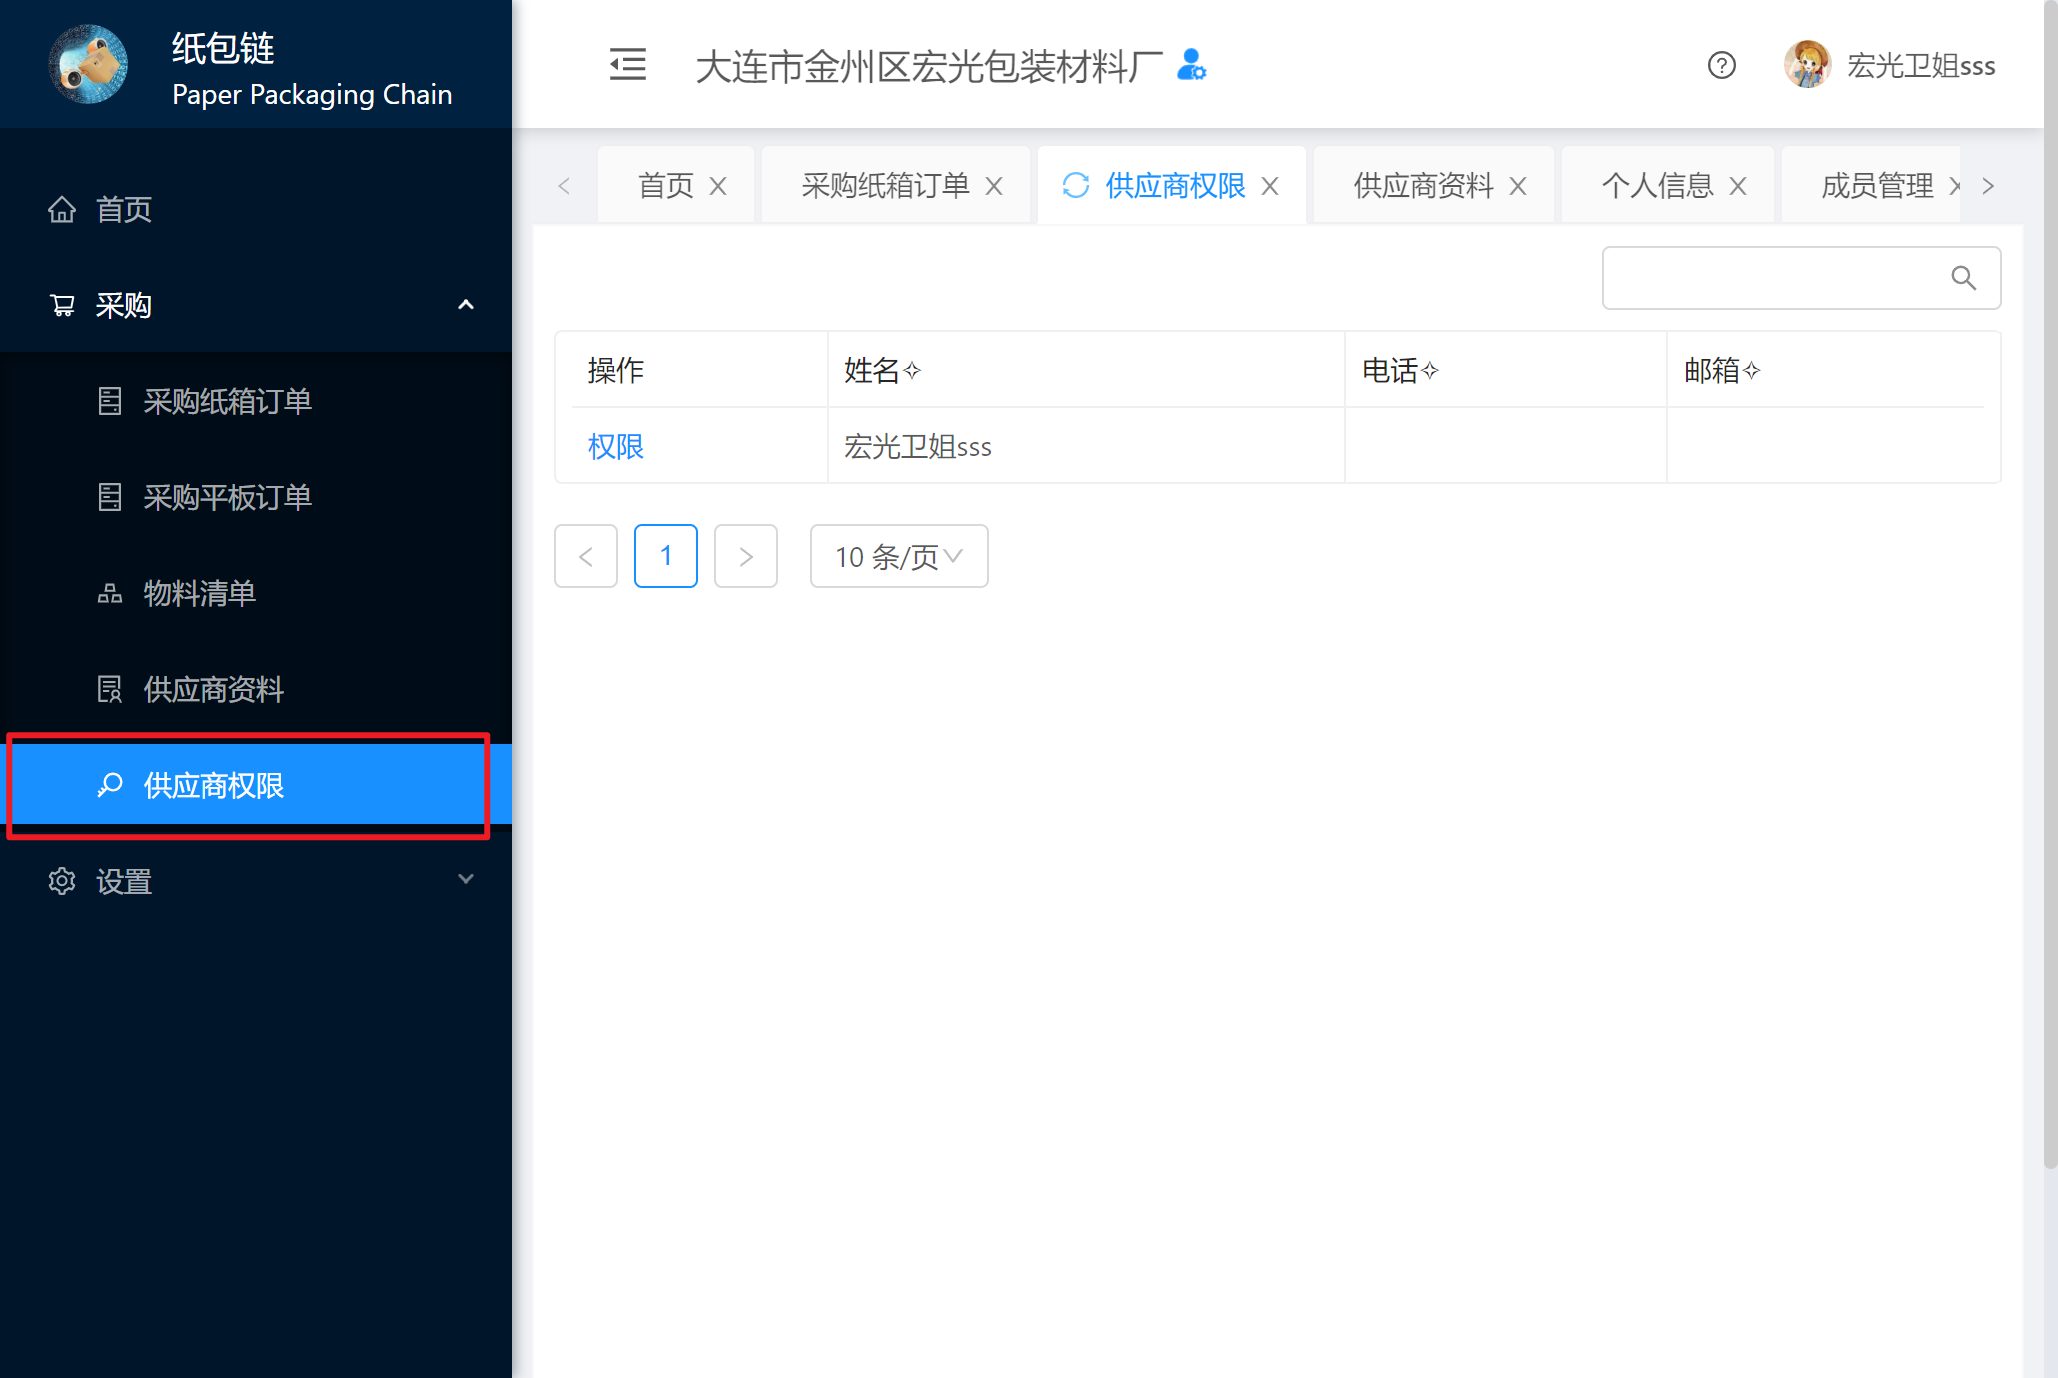 纸包链
Paper Packaging Chain
大连市金州区宏光包装材料厂
宏光卫姐sss
首页
采购
采购纸箱订单
采购平板订单
物料清单
供应商资料
供应商权限
设置
首页 X 采购纸箱订单 X 供应商权限 X 供应商资料 X 个人信息 X 成员管理 X
操作 姓名✧ 电话✧ 邮箱✧
权限 宏光卫姐sss
< 1 > 10 条/页